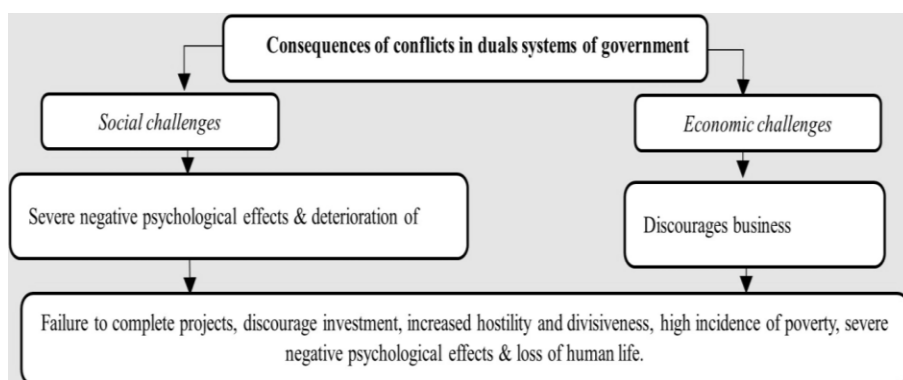 Consequences of conflicts in duals systems of government
Social challenges
Economic challenges
Severe negative psychological effects & deterioration of
Discourages business
Failure to complete projects, discourage investment, increased hostility and divisiveness, high incidence of poverty, severe
negative psychological effects & loss of human life.